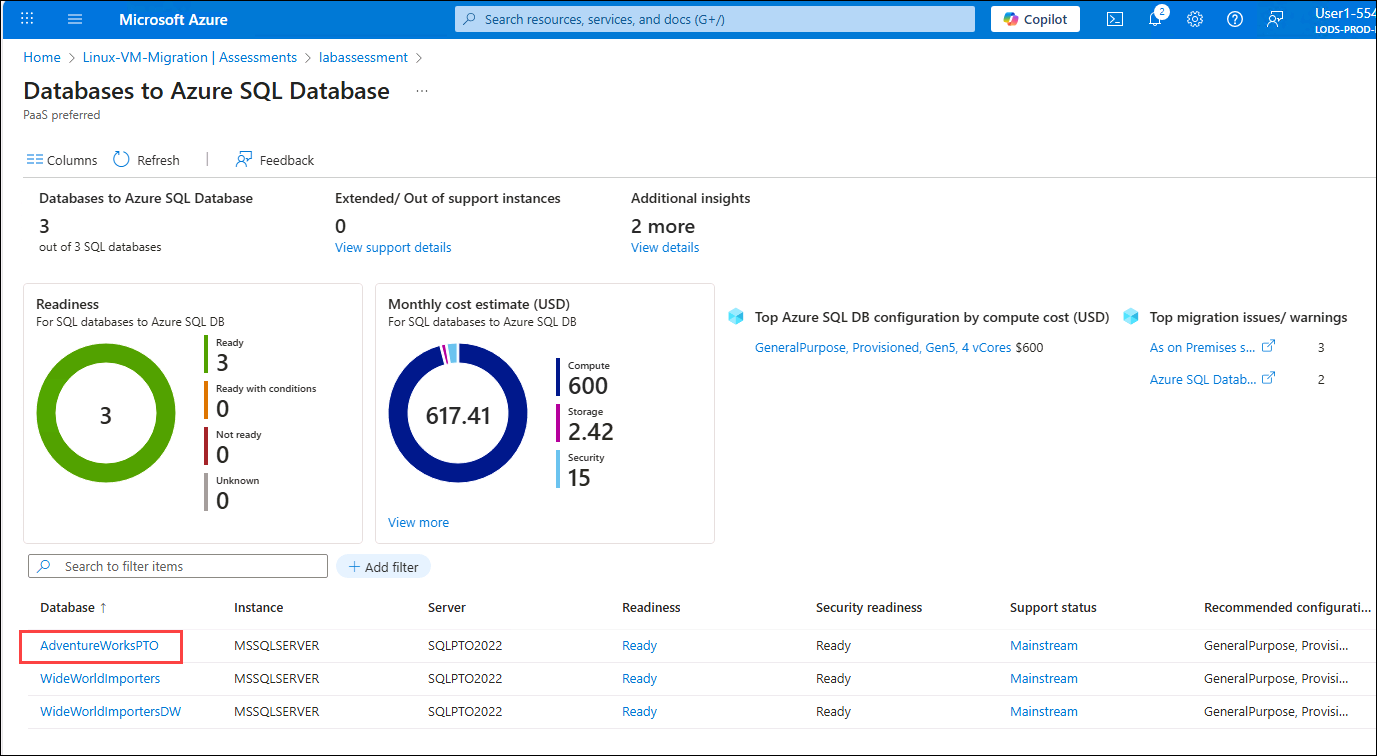 Microsoft Azure
Search resources, services, and docs (G+/)
Copilot
2
User1-554
LODS-PROD-
Home > Linux-VM-Migration | Assessments > labassessment >
Databases to Azure SQL Database ...
PaaS preferred
Columns Refresh | Feedback
Databases to Azure SQL Database
3
out of 3 SQL databases
Extended/ Out of support instances
0
View support details
Additional insights
2 more
View details
Readiness
For SQL databases to Azure SQL DB
3
Ready
3
Ready with conditions
0
Not ready
0
Unknown
0
Monthly cost estimate (USD)
For SQL databases to Azure SQL DB
617.41
Compute
600
Storage
2.42
Security
15
View more
Top Azure SQL DB configuration by compute cost (USD)
GeneralPurpose, Provisioned, Gen5, 4 vCores $600
Top migration issues/ warnings
As on Premises s... 3
Azure SQL Datab... 2
Search to filter items
+ Add filter
Database ↑ Instance Server Readiness Security readiness Support status Recommended configurati...
AdventureWorksPTO MSSQLSERVER SQLPTO2022 Ready Ready Mainstream GeneralPurpose, Provisi...
WideWorldImporters MSSQLSERVER SQLPTO2022 Ready Ready Mainstream GeneralPurpose, Provisi...
WideWorldImportersDW MSSQLSERVER SQLPTO2022 Ready Ready Mainstream GeneralPurpose, Provisi...